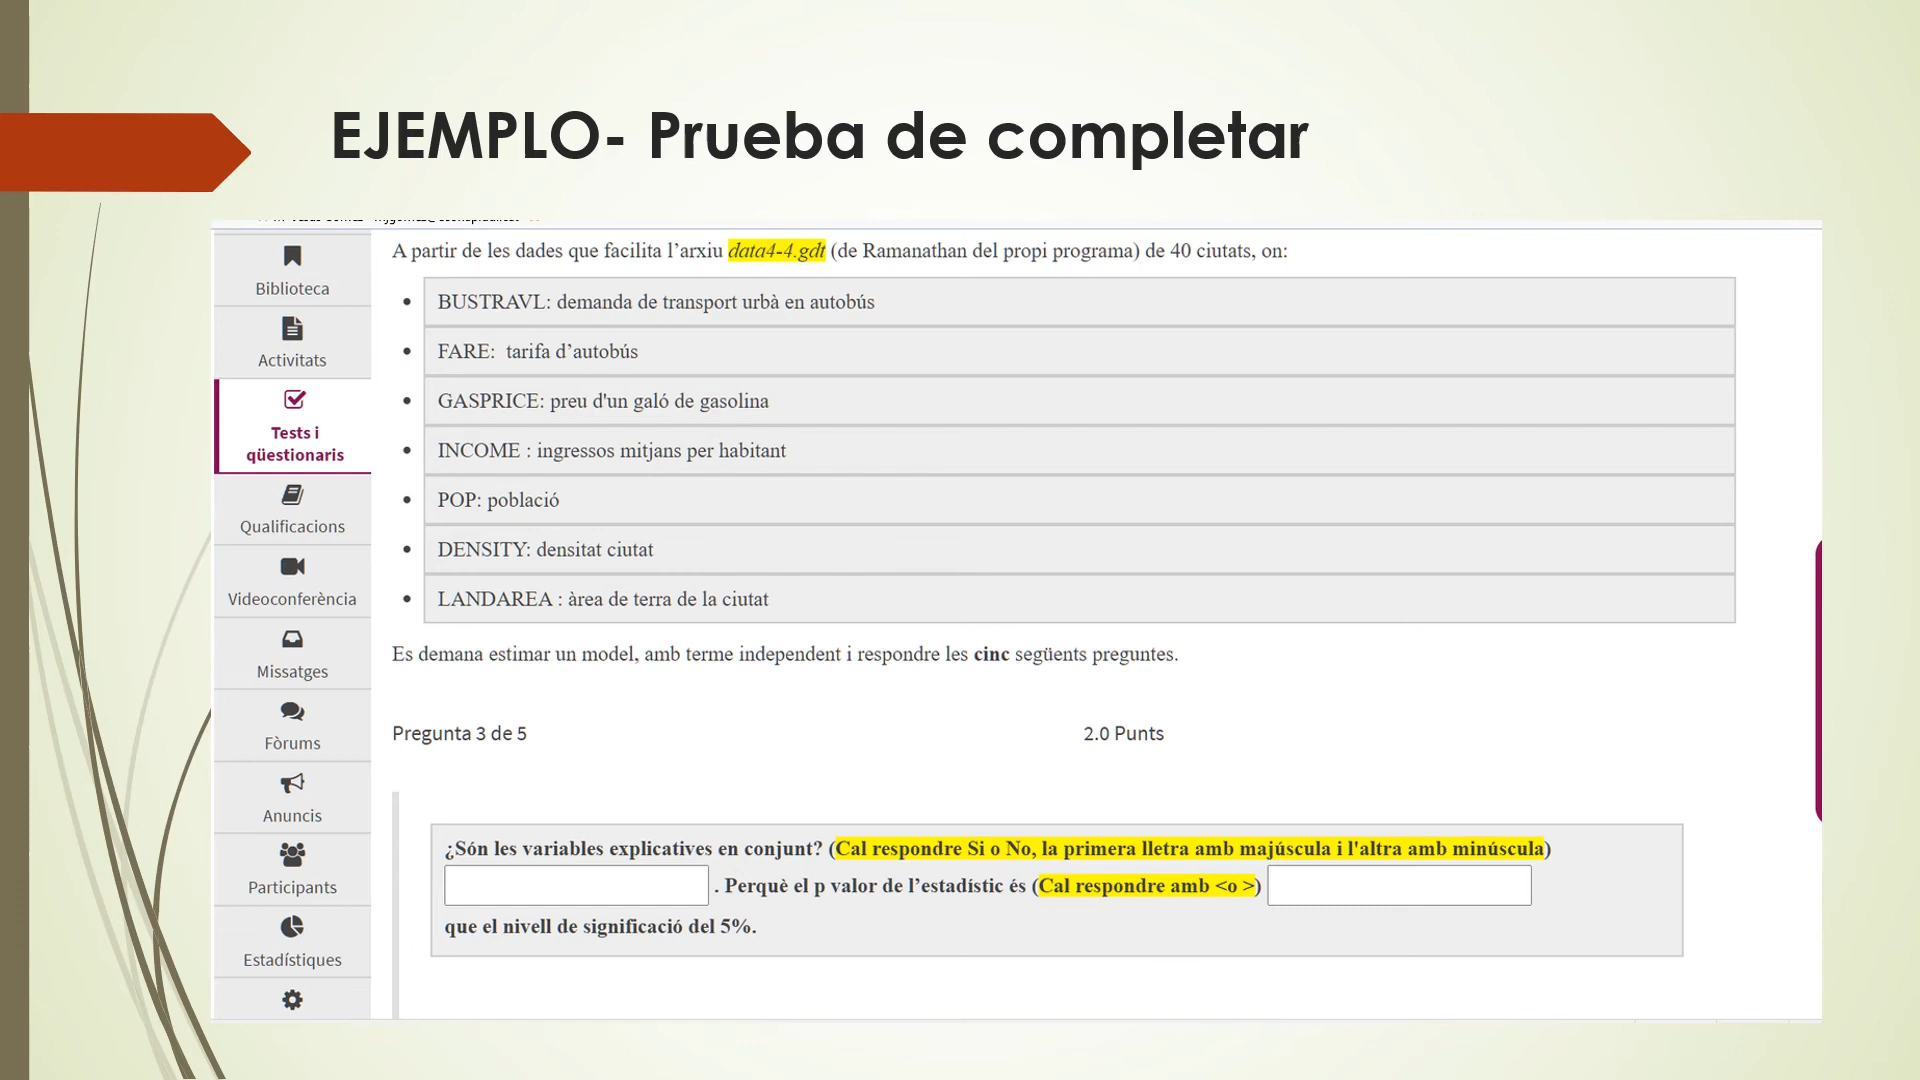 EJEMPLO- Prueba de completar
A partir de les dades que facilita l’arxiu data4-4.gdt (de Ramanathan del propi programa) de 40 ciutats, on:
Biblioteca
Activitats
Tests i
qüestionaris
Qualificacions
Videoconferència
Missatges
Fòrums
Anuncis
Participants
Estadístiques
• BUSTRAVL: demanda de transport urbà en autobús
• FARE: tarifa d’autobús
• GASPRICE: preu d'un galó de gasolina
• INCOME : ingressos mitjans per habitant
• POP: població
• DENSITY: densitat ciutat
• LANDAREA : àrea de terra de la ciutat
Es demana estimar un model, amb terme independent i respondre les cinc següents preguntes.
Pregunta 3 de 5 2.0 Punts
¿Són les variables explicatives en conjunt? (Cal respondre Si o No, la primera lletra amb majúscula i l'altra amb minúscula)
. Perquè el p valor de l’estadístic és (Cal respondre amb <o >)
que el nivell de significació del 5%.